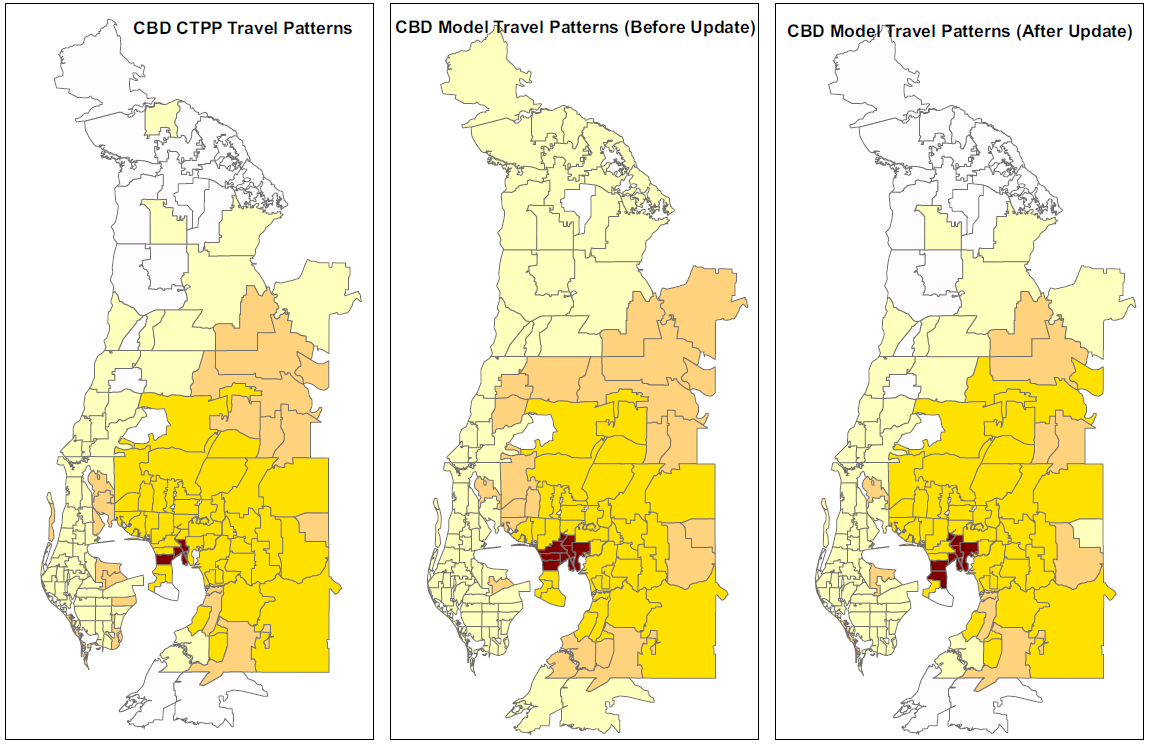 CBD CTPP Travel Patterns
CBD Model Travel Patterns (Before Update)
CBD Model Travel Patterns (After Update)